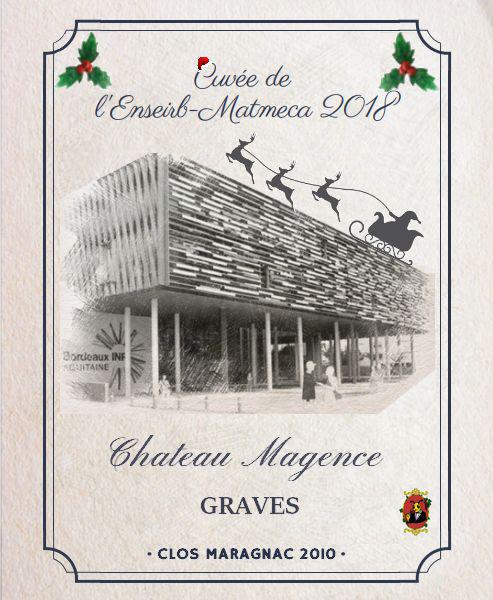 Cuvée de
l'Enseirb-Matmeca 2018
Bordeaux INP
AQUITAINE
Chateau Magence
GRAVES
· CLOS MARAGNAC 2010 ·